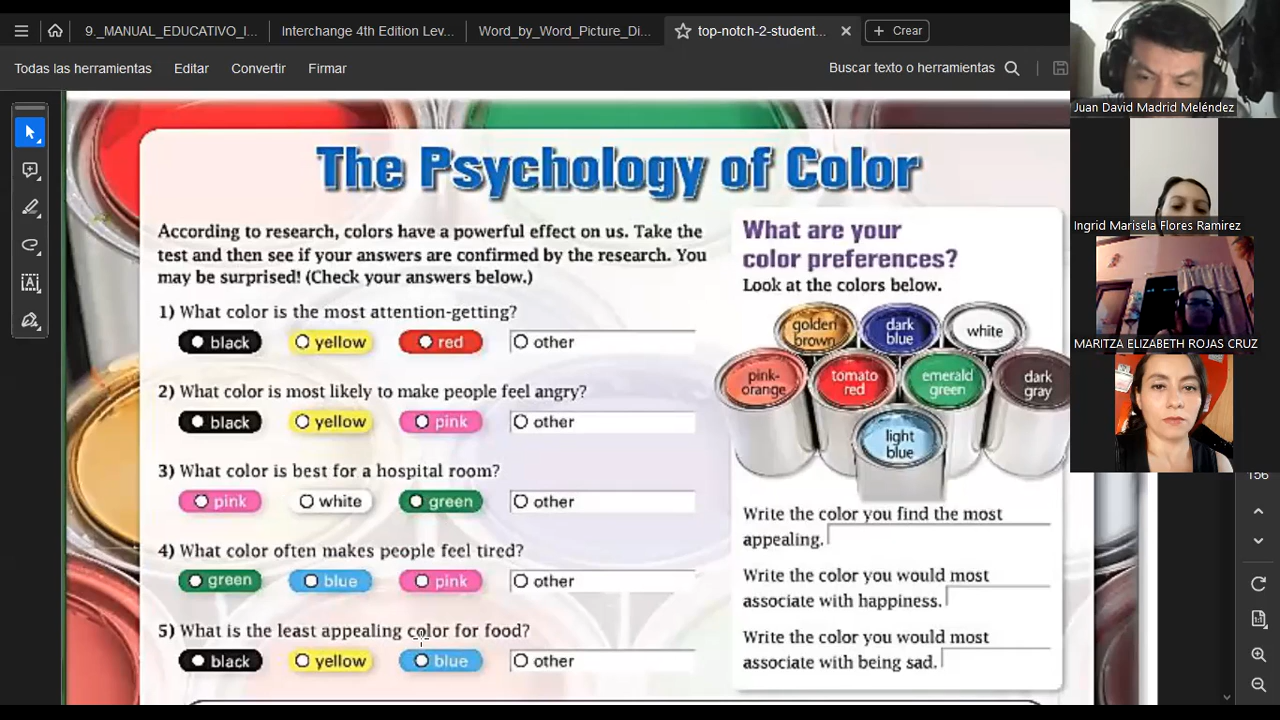 9._MANUAL_EDUCATIVO_I...
Interchange 4th Edition Lev...
Word_by_Word_Picture_Di...
top-notch-2-student...
Crear
Todas las herramientas
Editar
Convertir
Firmar
Buscar texto o herramientas
The Psychology of Color
According to research, colors have a powerful effect on us. Take the
test and then see if your answers are confirmed by the research. You
may be surprised! (Check your answers below.)
1) What color is the most attention-getting?
black yellow red other
2) What color is most likely to make people feel angry?
black yellow pink other
3) What color is best for a hospital room?
pink white green other
4) What color often makes people feel tired?
green blue pink other
5) What is the least appealing color for food?
black yellow blue other
What are your
color preferences?
Look at the colors below.
golden
brown
dark
blue
white
pink-
orange
tomato
red
emerald
green
dark
gray
light
blue
Write the color you find the most
appealing.
Write the color you would most
associate with happiness.
Write the color you would most
associate with being sad.
Juan David Madrid Meléndez
Ingrid Marisela Flores Ramirez
MARITZA ELIZABETH ROJAS CRUZ
156